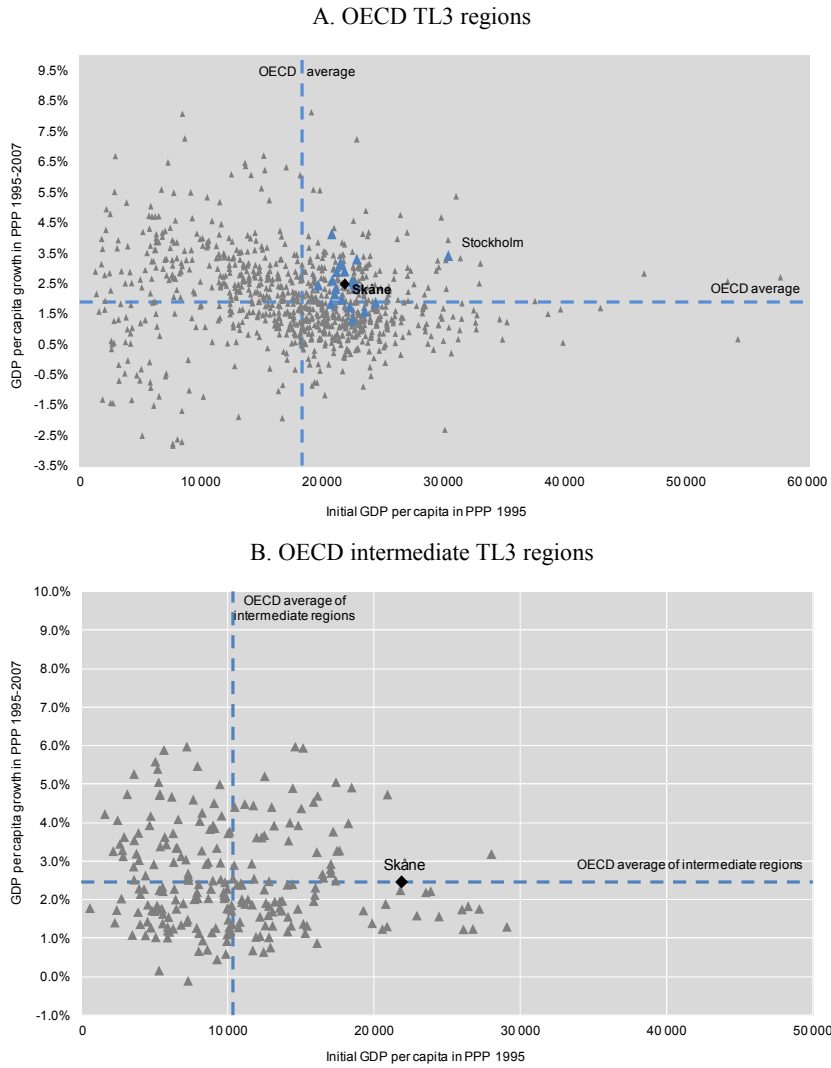 A. OECD TL3 regions
GDP per capita growth in PPP 1995-2007
9.5%
8.5%
7.5%
6.5%
5.5%
4.5%
3.5%
2.5%
1.5%
0.5%
-0.5%
-1.5%
-2.5%
-3.5%
OECD average
Stockholm
Skåne
OECD average
0 10 000 20 000 30 000 40 000 50 000 60 000
Initial GDP per capita in PPP 1995
B. OECD intermediate TL3 regions
GDP per capita growth in PPP 1995-2007
10.0%
9.0%
8.0%
7.0%
6.0%
5.0%
4.0%
3.0%
2.0%
1.0%
0.0%
-1.0%
OECD average of
intermediate regions
Skåne
OECD average of intermediate regions
0 10 000 20 000 30 000 40 000 50 000
Initial GDP per capita in PPP 1995